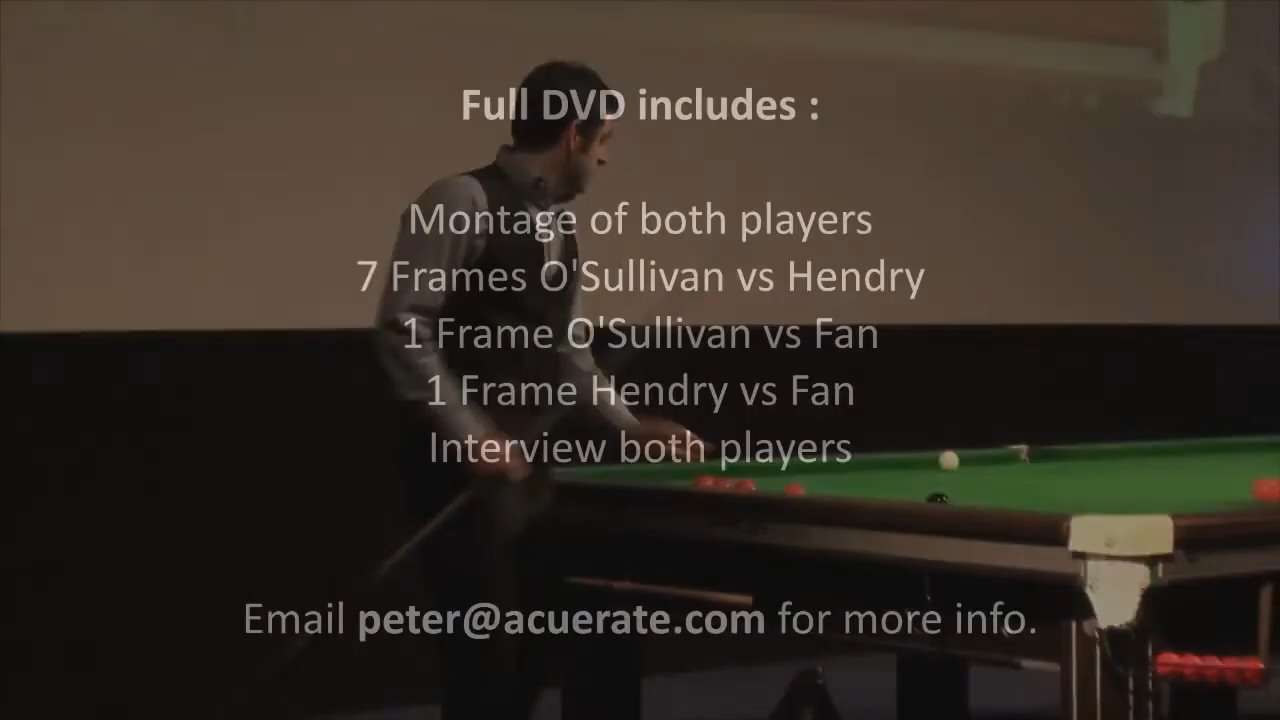 Full DVD includes :
Montage of both players
7 Frames O'Sullivan vs Hendry
1 Frame O'Sullivan vs Fan
1 Frame Hendry vs Fan
Interview both players
Email peter@acuerate.com for more info.